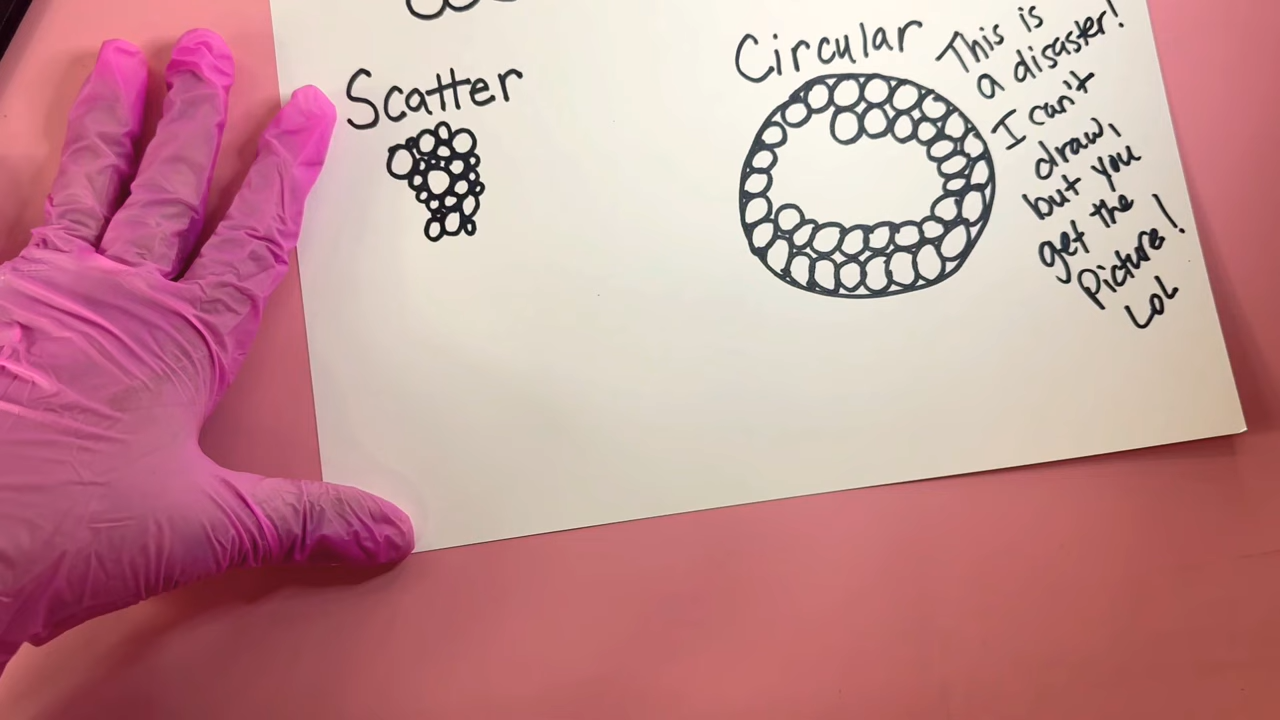 Scatter
Circular
This is
a disaster!
I can't
draw,
but you
get the
Picture!
LOL